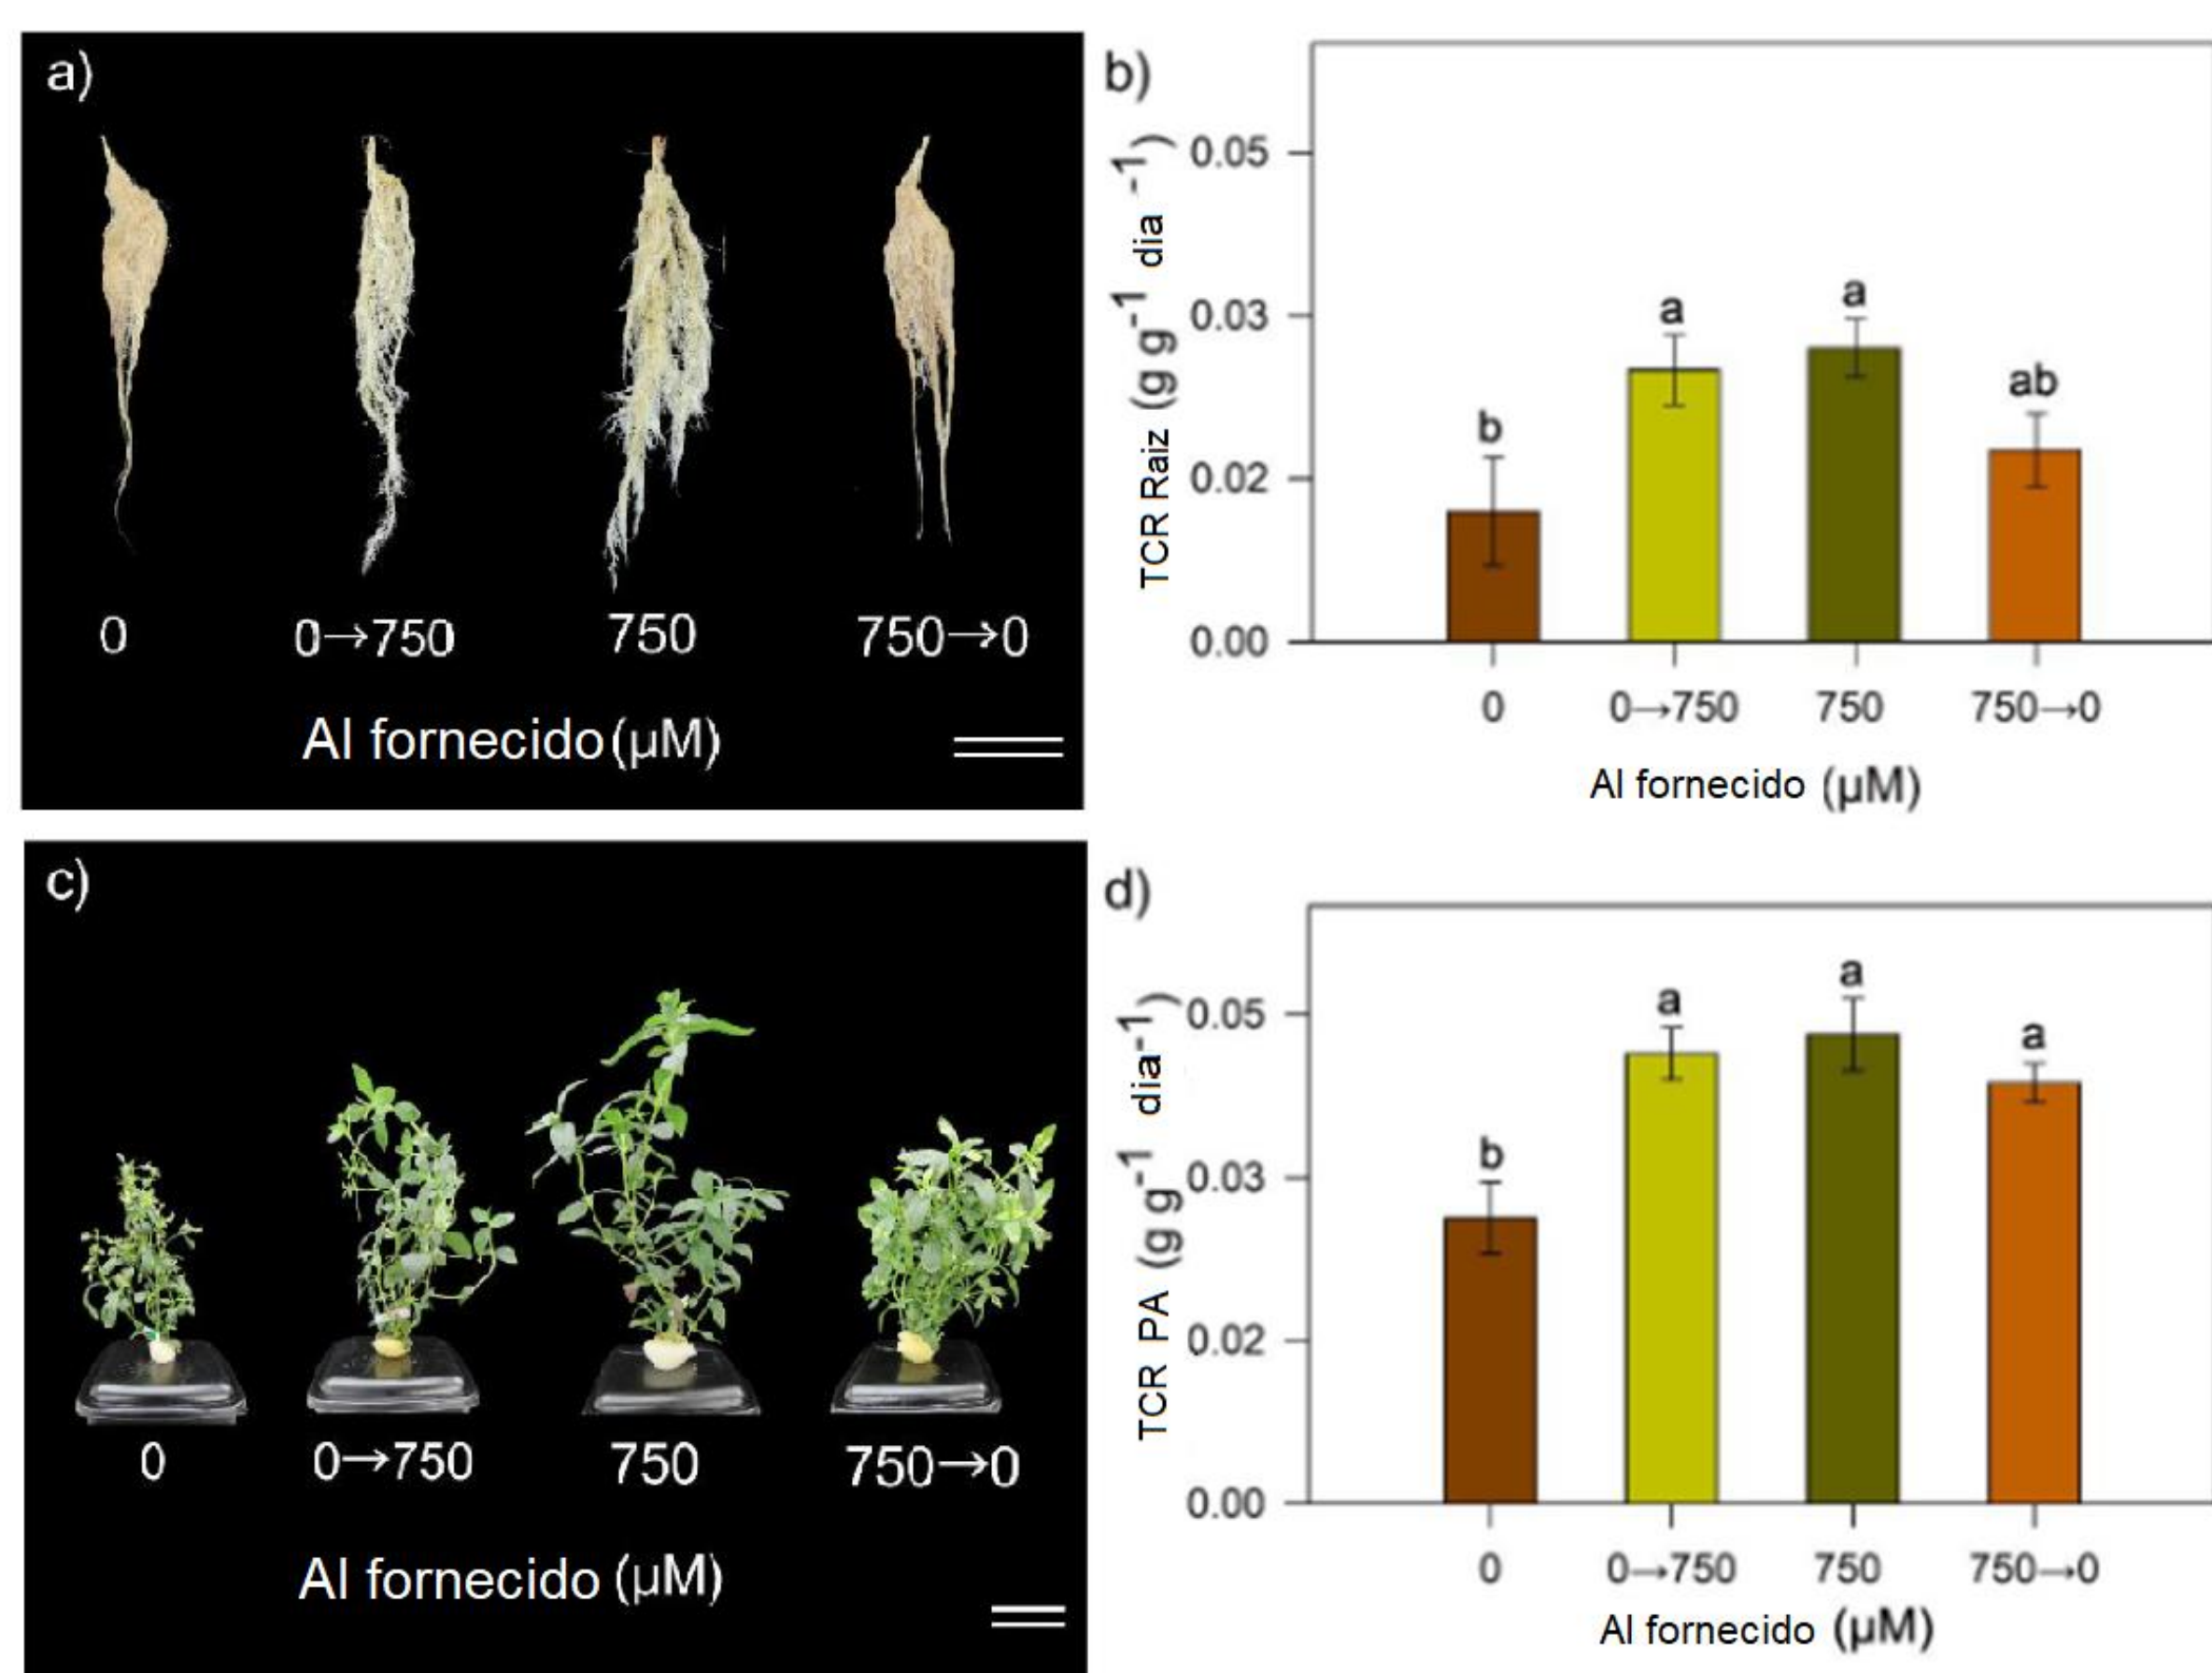 a)
0 0→750 750 750→0
Al fornecido (µM)
b)
TCR Raiz (g g-1 dia -1)
0.05
0.03
0.02
0.00
b a a ab
0 0→750 750 750→0
Al fornecido (µM)
c)
0 0→750 750 750→0
Al fornecido (µM)
d)
TCR PA (g g-1 dia-1)
0.05
0.03
0.02
0.00
b a a a
0 0→750 750 750→0
Al fornecido (µM)